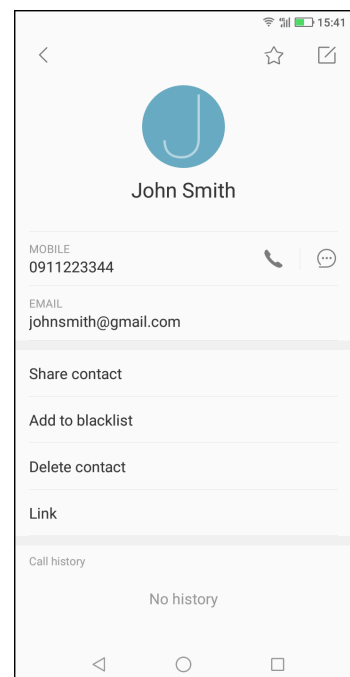 15:41
J
John Smith
MOBILE
0911223344
EMAIL
johnsmith@gmail.com
Share contact
Add to blacklist
Delete contact
Link
Call history
No history